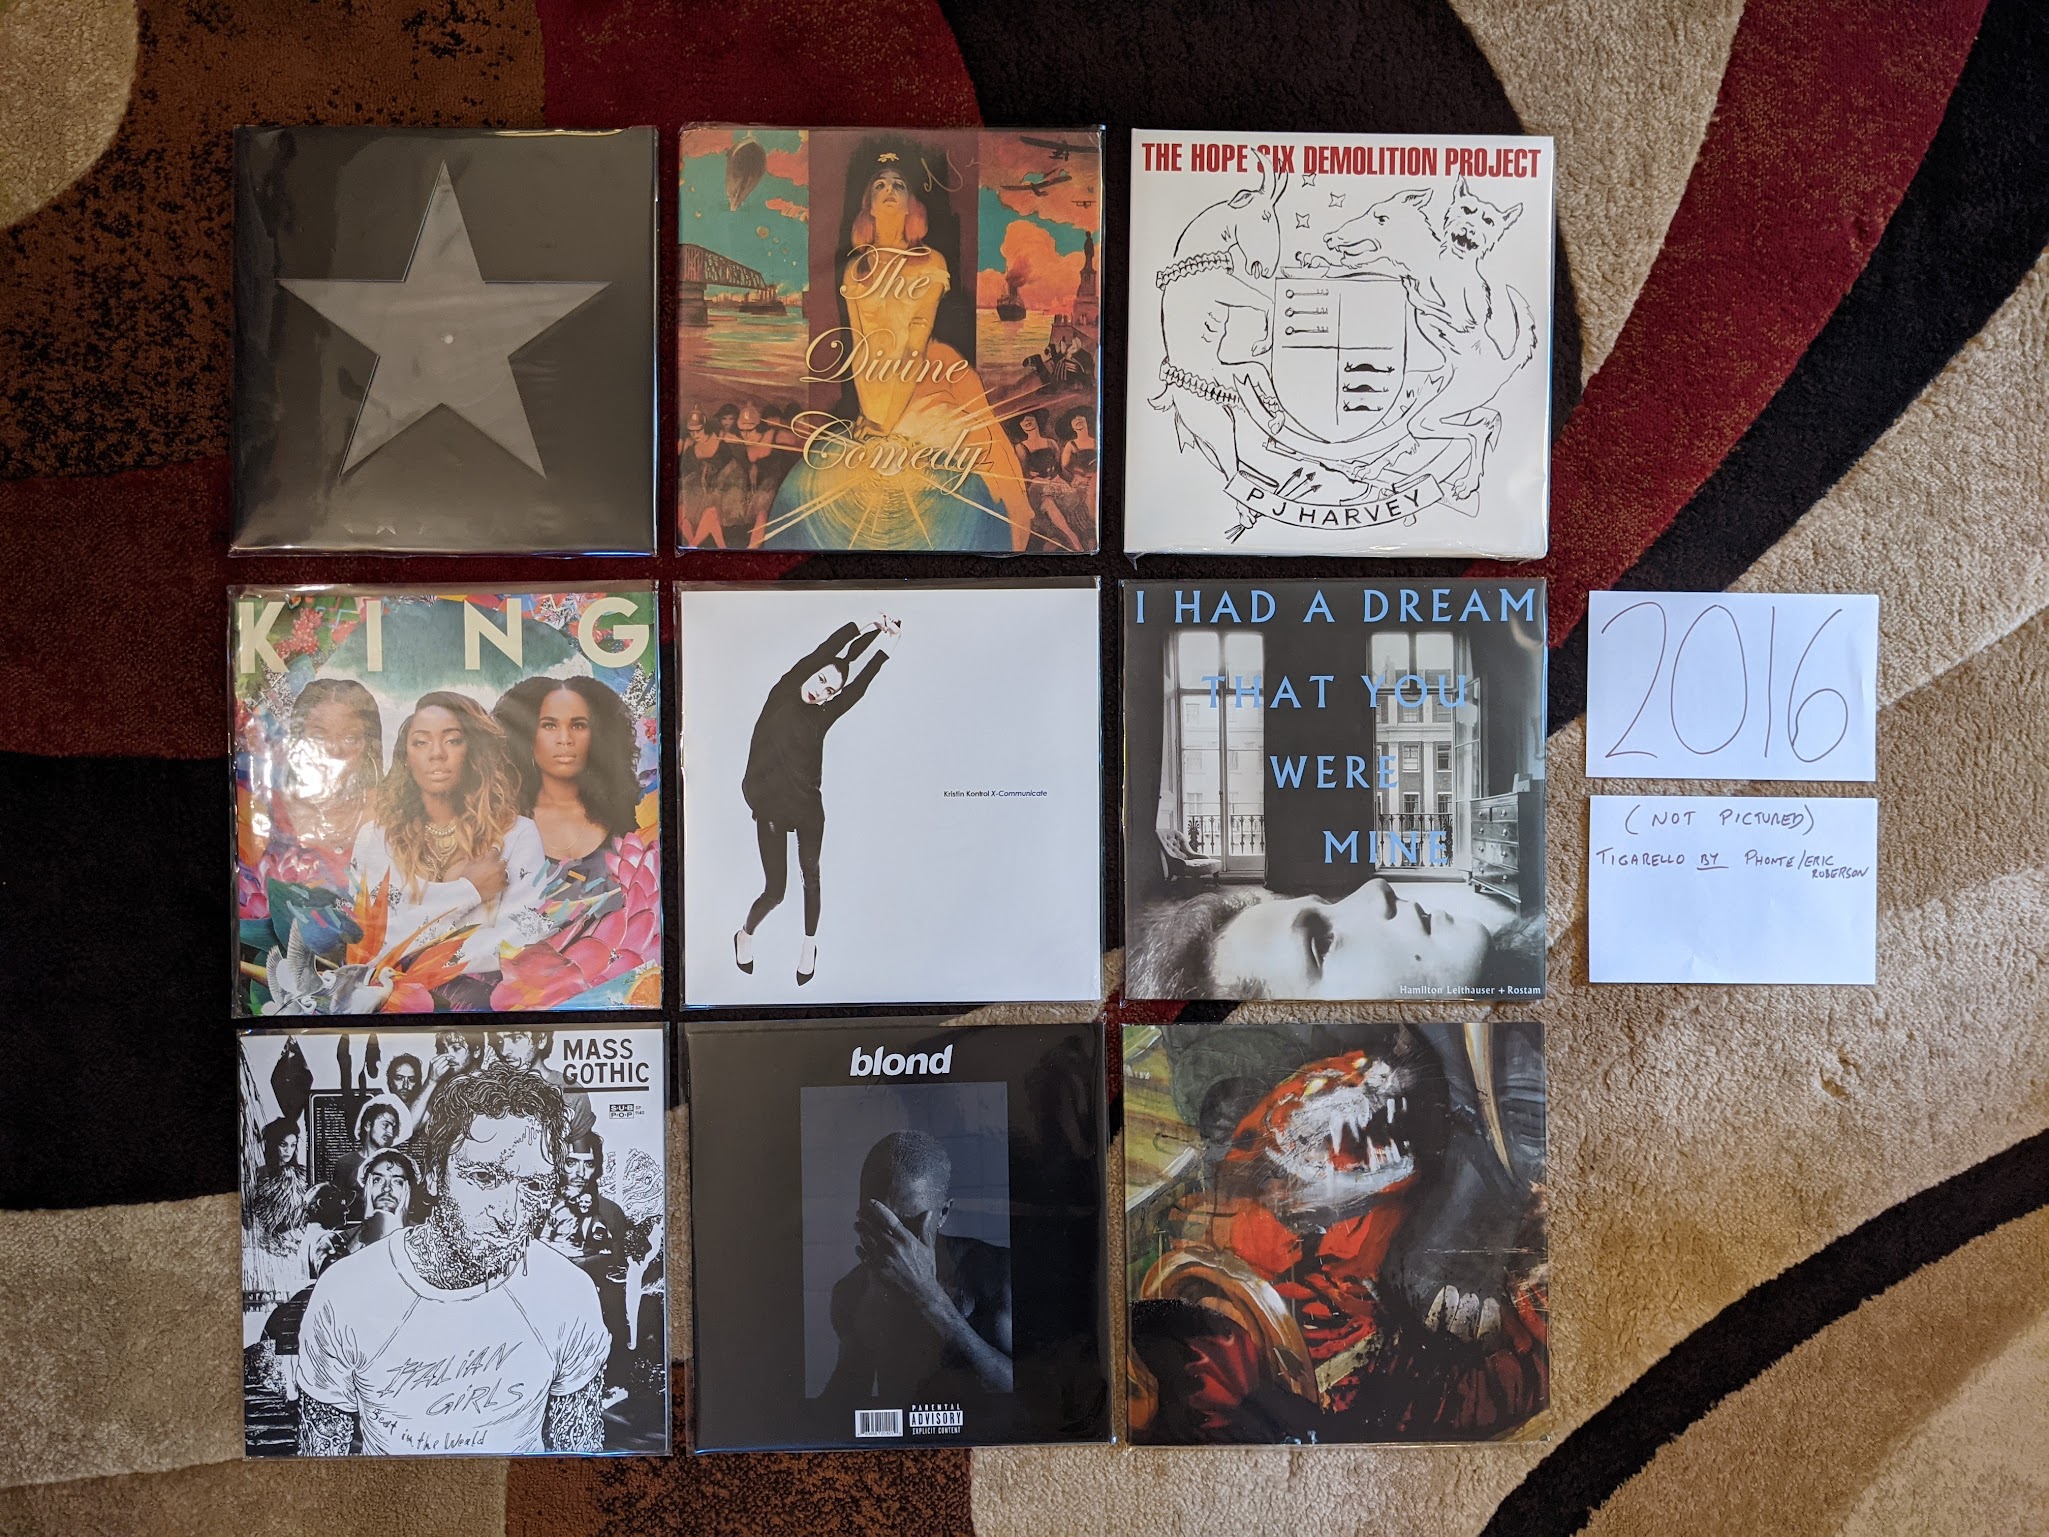 The
Divine
Comedy
THE HOPE SIX DEMOLITION PROJECT
PJ HARVEY
KING
Kristin Kontrol X-Communicate
I HAD A DREAM
THAT YOU
WERE
MINE
Hamilton Leithauser + Rostam
2016
(NOT PICTURED)
TIGARELLO BY PHONTE/ERIC
ROBERSON
MASS
GOTHIC
SUB
POP
ITALIAN
GIRLS
Best in the World
blond
PARENTAL
ADVISORY
EXPLICIT CONTENT